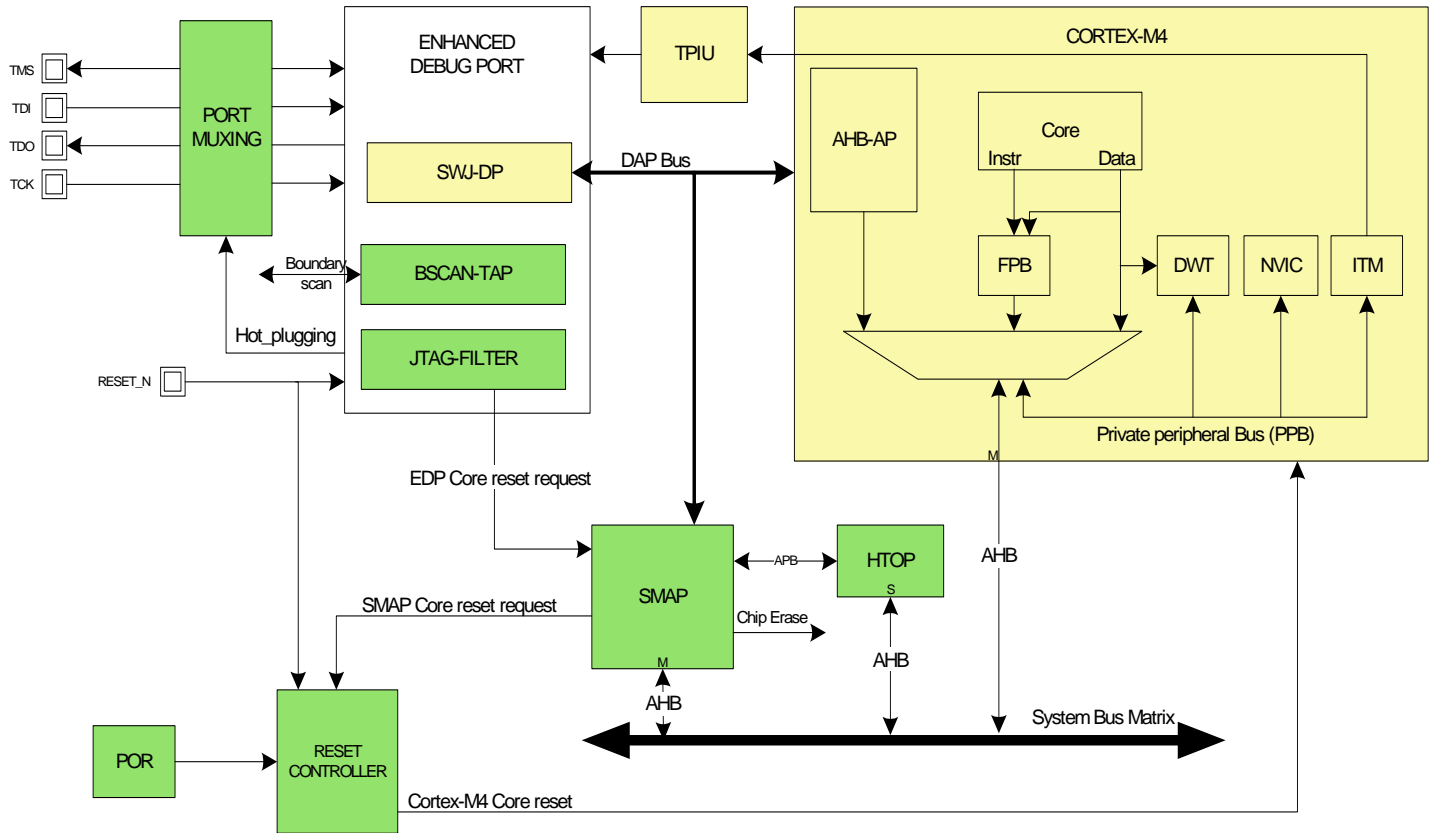 ENHANCED
DEBUG PORT
TPIU
CORTEX-M4
TMS
TDI
TDO
TCK
PORT
MUXING
AHB-AP
Core
Instr
Data
SWJ-DP
DAP Bus
Boundary
scan
BSCAN-TAP
FPB
DWT
NVIC
ITM
Hot_plugging
JTAG-FILTER
RESET_N
Private peripheral Bus (PPB)
M
EDP Core reset request
SMAP
APB
HTOP
S
AHB
SMAP Core reset request
Chip Erase
M
AHB
AHB
System Bus Matrix
POR
RESET
CONTROLLER
Cortex-M4 Core reset